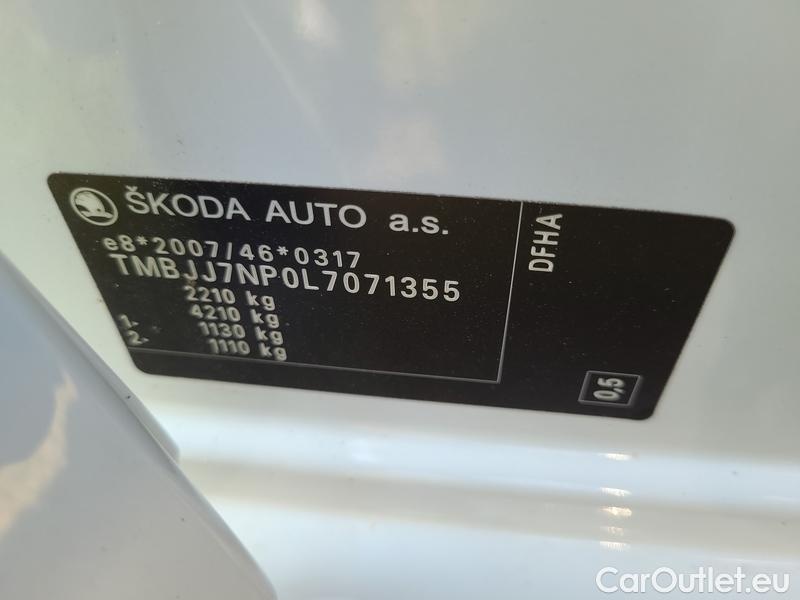 ŠKODA AUTO a.s.
e8*2007/46*0317
TMBJJ7NP0L7071355
2210 kg
4210 kg
1- 1130 kg
2- 1110 kg
DFHA
0,5
CarOutlet.eu